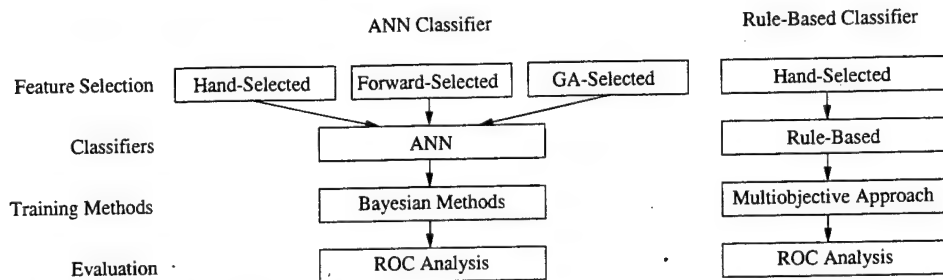 ANN Classifier
Rule-Based Classifier
Feature Selection
Hand-Selected
Forward-Selected
GA-Selected
Hand-Selected
Classifiers
ANN
Rule-Based
Training Methods
Bayesian Methods
Multiobjective Approach
Evaluation
ROC Analysis
ROC Analysis